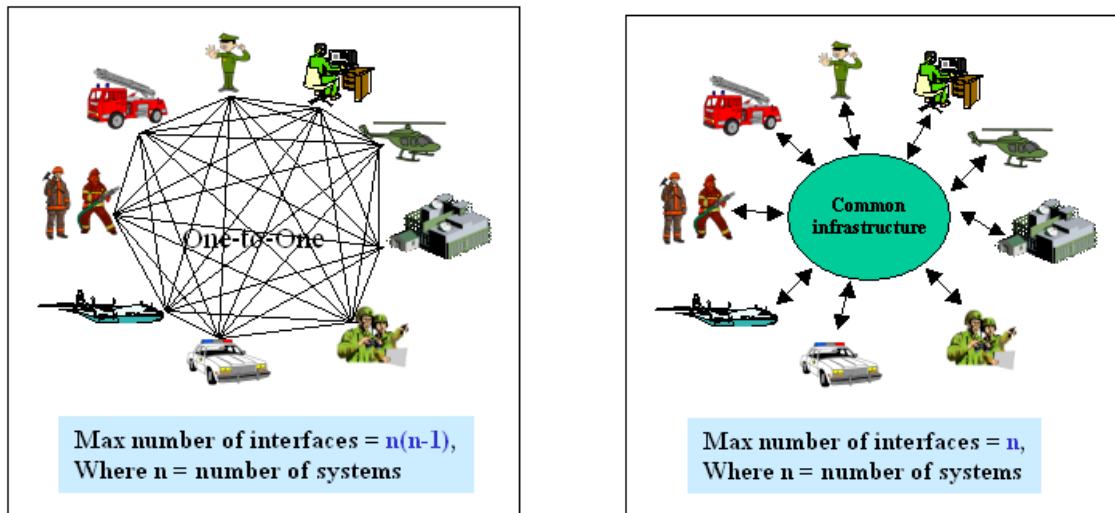 One-to-One
Max number of interfaces = n(n-1),
Where n = number of systems
Common
infrastructure
Max number of interfaces = n,
Where n = number of systems